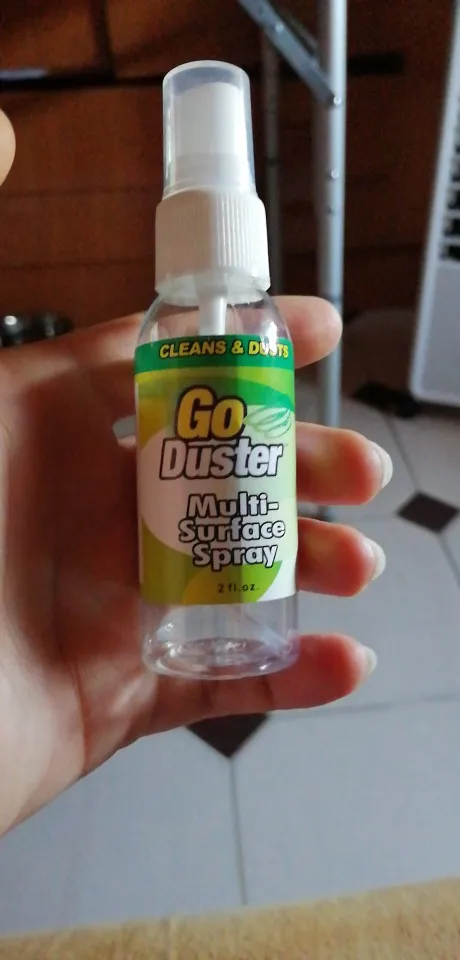 CLEANS & DUSTS
Go
Duster
Multi-
Surface
Spray
2 fl.oz.